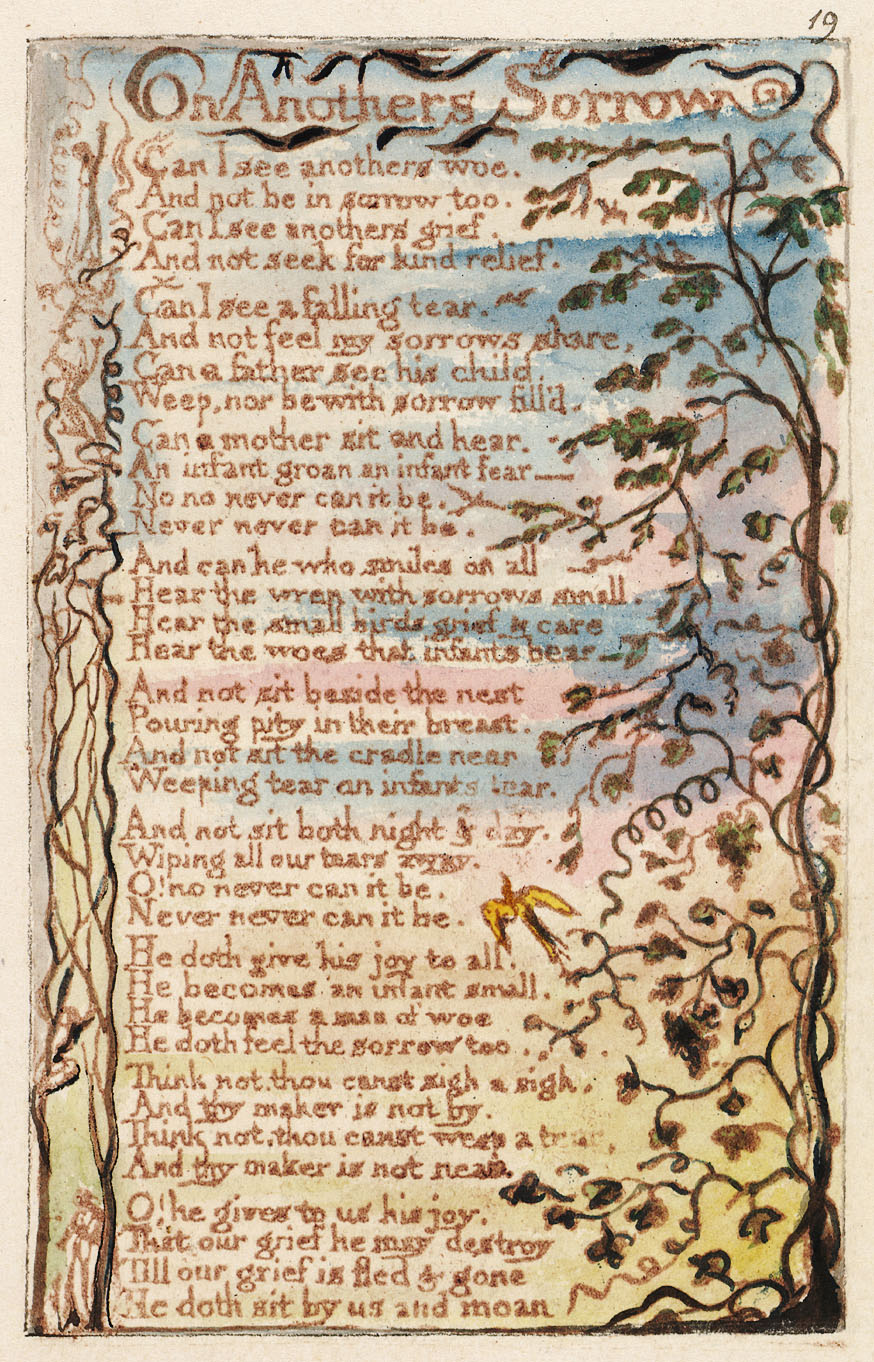 19
On Anothers Sorrow
Can I see anothers woe.
And not be in sorrow too.
Can I see anothers grief.
And not seek for kind relief.
Can I see a falling tear.
And not feel my sorrows share,
Can a father see his child,
Weep, nor be with sorrow fill'd.
Can a mother sit and hear.
An infant groan an infant fear—
No no never can it be.
Never never can it be.
And can he who smiles on all
Hear the wren with sorrows small.
Hear the small birds grief & care
Hear the woes that infants bear—
And not sit beside the nest
Pouring pity in their breast.
And not sit the cradle near
Weeping tear on infants tear.
And not sit both night & day.
Wiping all our tears away.
O! no never can it be.
Never never can it be.
He doth give his joy to all.
He becomes an infant small.
He becomes a man of woe
He doth feel the sorrow too.
Think not, thou canst sigh a sigh,
And thy maker is not by.
Think not, thou canst weep a tear,
And thy maker is not near.
O! he gives to us his joy.
That our grief he may destroy
Till our grief is fled & gone
He doth sit by us and moan